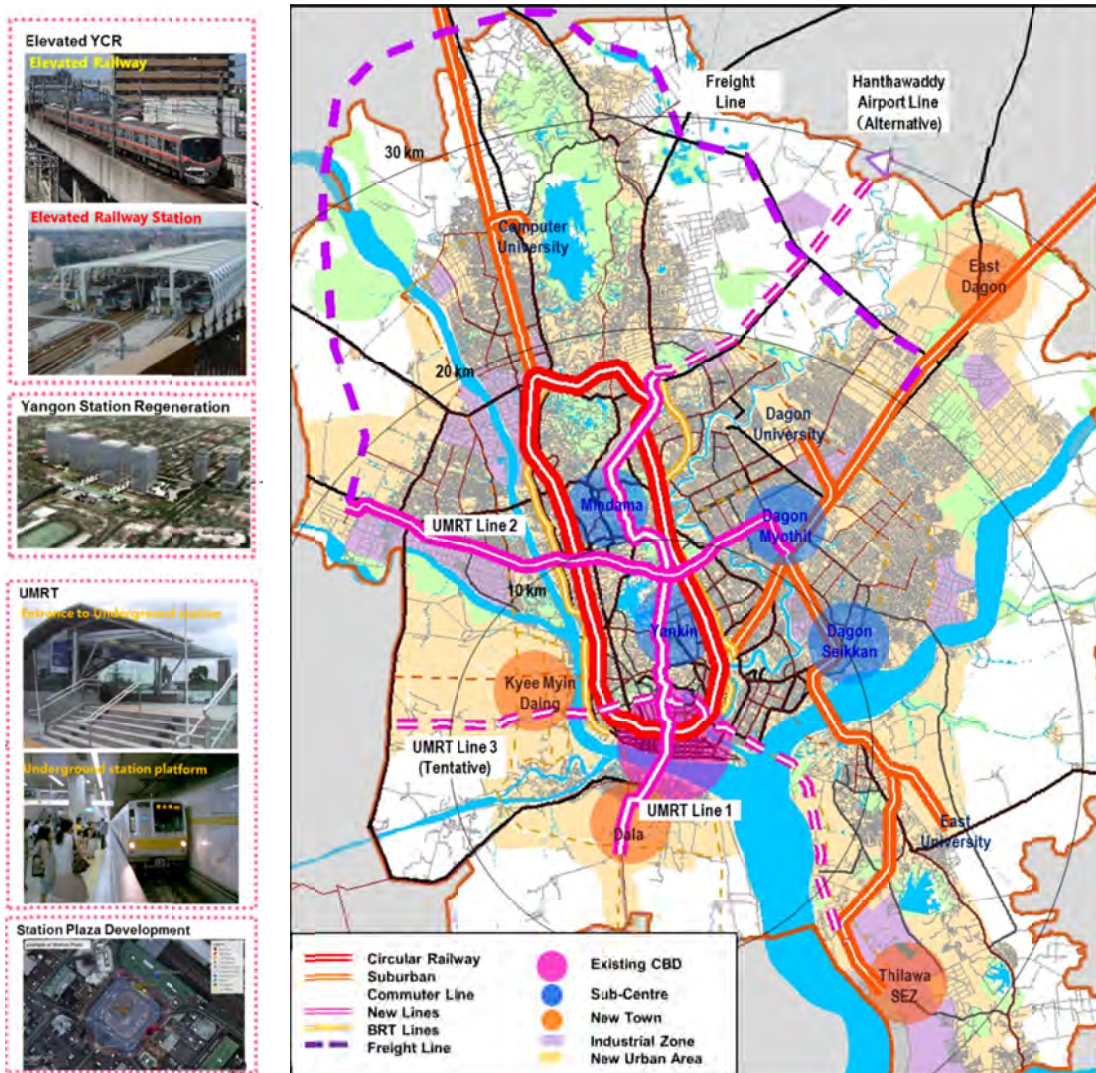 Elevated YCR
Elevated Railway
Elevated Railway Station
Yangon Station Regeneration
UMRT
Entrance to Underground station
Underground station platform
Station Plaza Development
Freight
Line
Hanthawaddy
Airport Line
(Alternative)
30 km
Computer
University
East
Dagon
20 km
Dagon
University
Mindama
Dagon
Myothit
UMRT Line 2
10 km
Yankin
Dagon
Seikkan
Kyee Myin
Daing
UMRT Line 3
(Tentative)
UMRT Line 1
Dala
East
University
Thilawa
SEZ
Circular Railway
Suburban
Commuter Line
New Lines
BRT Lines
Freight Line
Existing CBD
Sub-Centre
New Town
Industrial Zone
New Urban Area